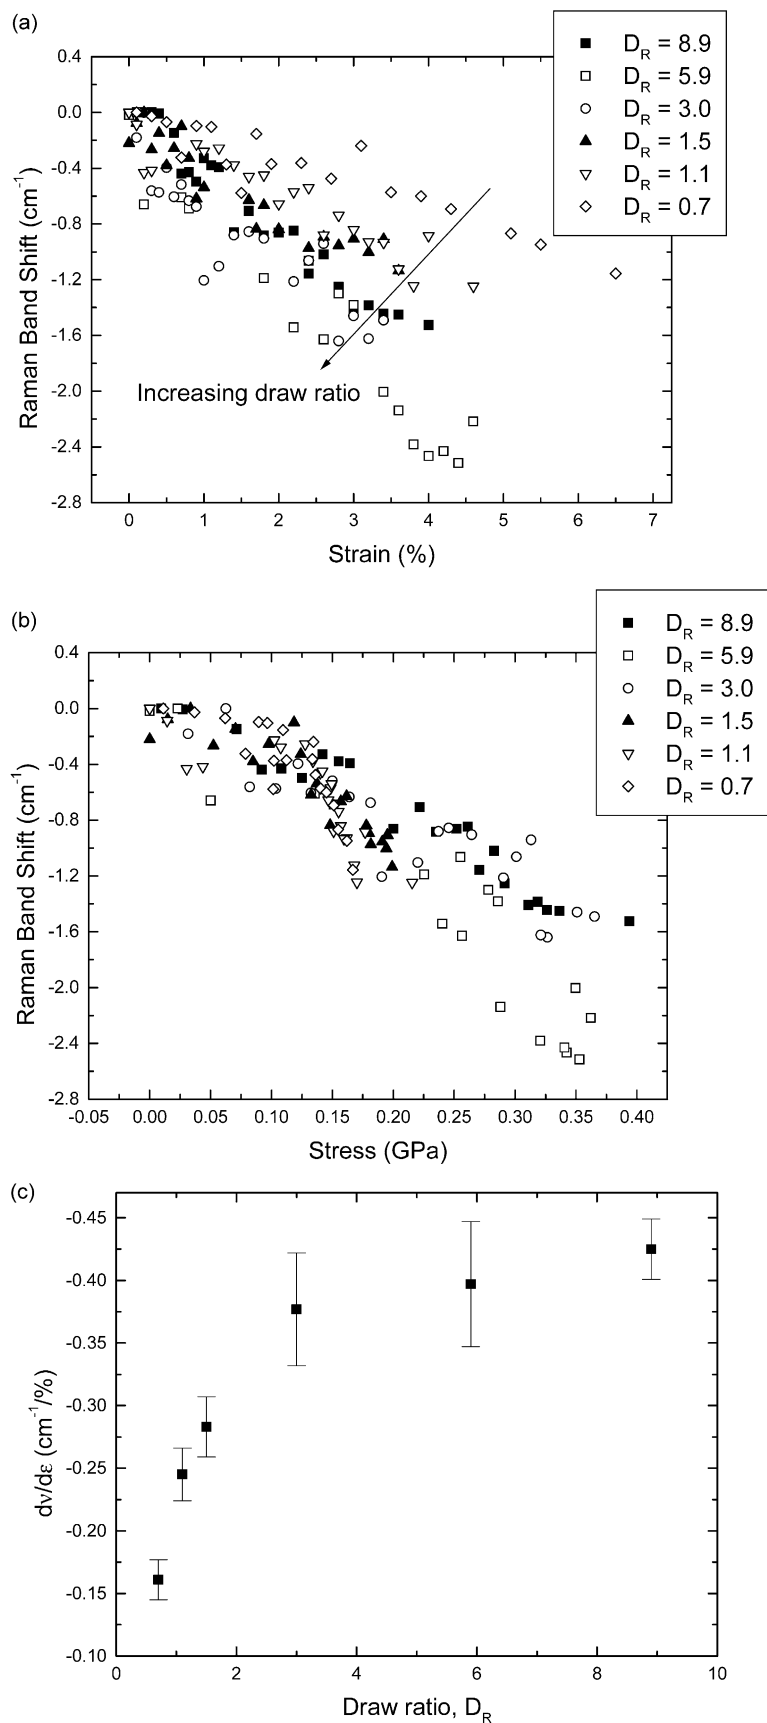 (a)
D_R = 8.9
D_R = 5.9
D_R = 3.0
D_R = 1.5
D_R = 1.1
D_R = 0.7
0.4
0.0
-0.4
-0.8
-1.2
-1.6
-2.0
-2.4
-2.8
Raman Band Shift (cm⁻¹)
Increasing draw ratio
0 1 2 3 4 5 6 7
Strain (%)
(b)
D_R = 8.9
D_R = 5.9
D_R = 3.0
D_R = 1.5
D_R = 1.1
D_R = 0.7
0.4
0.0
-0.4
-0.8
-1.2
-1.6
-2.0
-2.4
-2.8
Raman Band Shift (cm⁻¹)
-0.05 0.00 0.05 0.10 0.15 0.20 0.25 0.30 0.35 0.40
Stress (GPa)
(c)
-0.45
-0.40
-0.35
-0.30
-0.25
-0.20
-0.15
-0.10
dν/dε (cm⁻¹/%)
0 2 4 6 8 10
Draw ratio, D_R